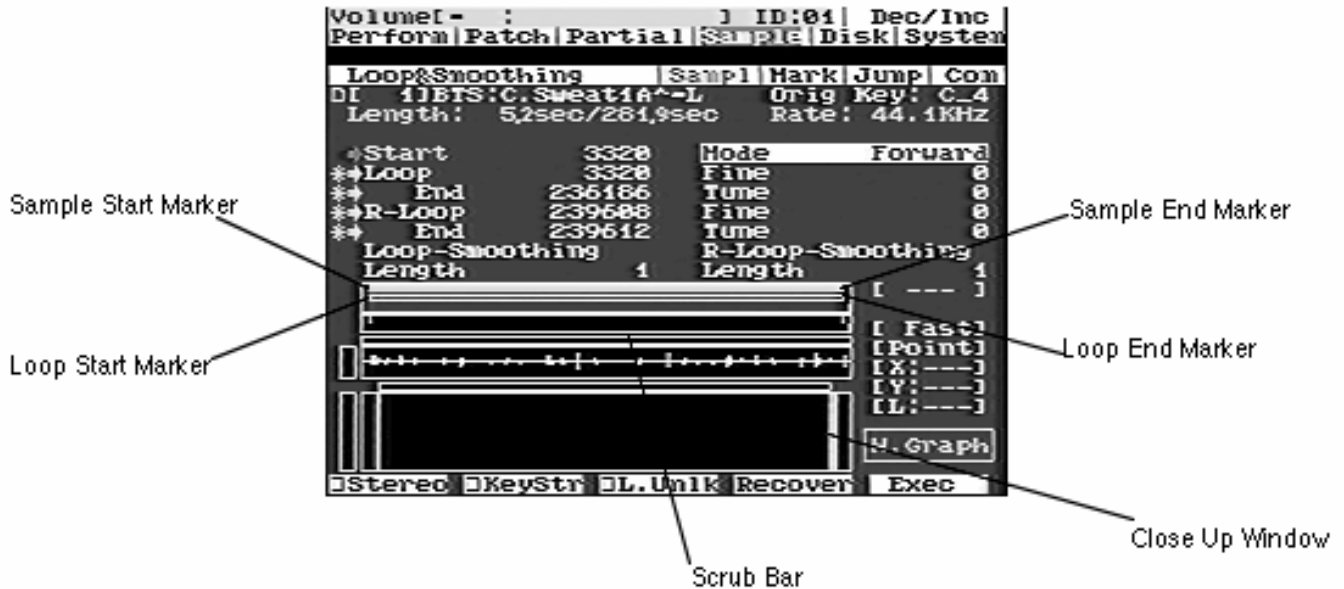 Volume[- : ] ID:01| Dec/Inc
Perform|Patch|Partial|Sample|Disk|System
Loop&Smoothing |Sampl|Mark|Jump| Com
D[ 1]BTS:C.Sweat1A^-L Orig Key: C_4
Length: 5,2sec/281,9sec Rate: 44.1KHz
Start 3320 Mode Forward
**Loop 3320 Fine 0
** End 236186 Tune 0
**R-Loop 239608 Fine 0
** End 239612 Tune 0
Loop-Smoothing R-Loop-Smoothing
Length 1 Length 1
[ --- ]
[ Fast]
[Point]
[X:---]
[Y:---]
[L:---]
W.Graph
Stereo KeyStr L.Unlk Recover Exec
Sample Start Marker
Loop Start Marker
Sample End Marker
Loop End Marker
Close Up Window
Scrub Bar